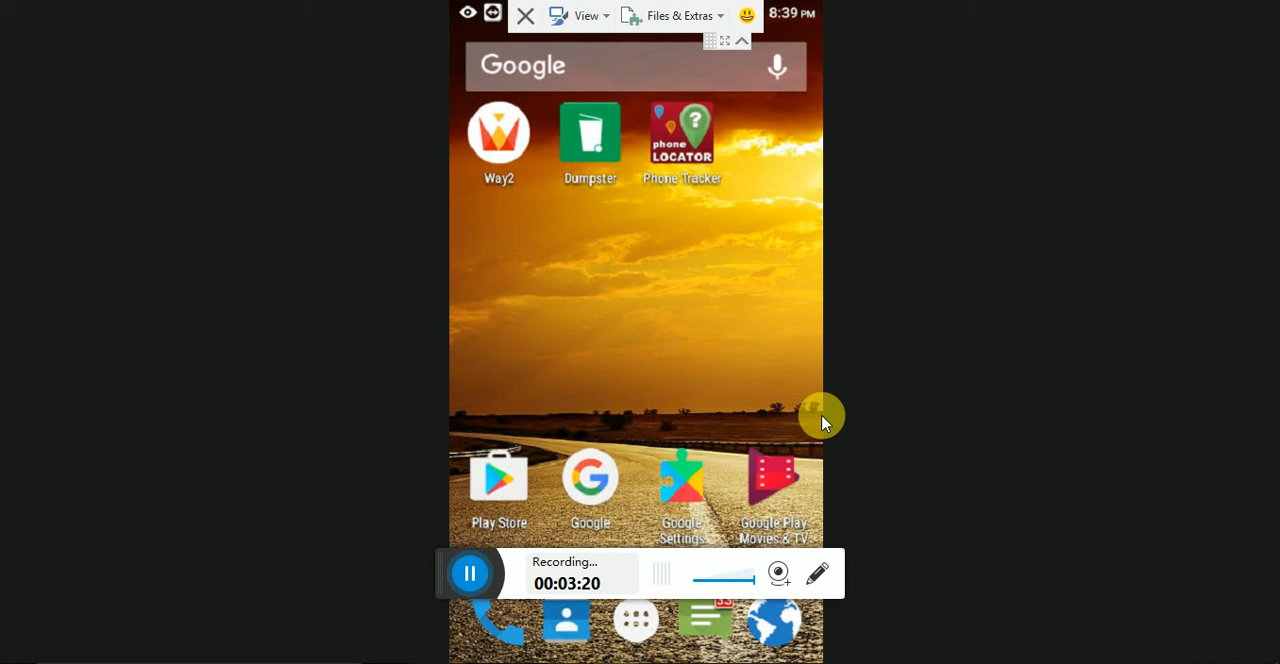 View
Files & Extras
8:39 PM
Google
?
phone
LOCATOR
Way2
Dumpster
Phone Tracker
G
Play Store
Google
Google
Settings
Google Play
Movies & TV
Recording...
00:03:20
33